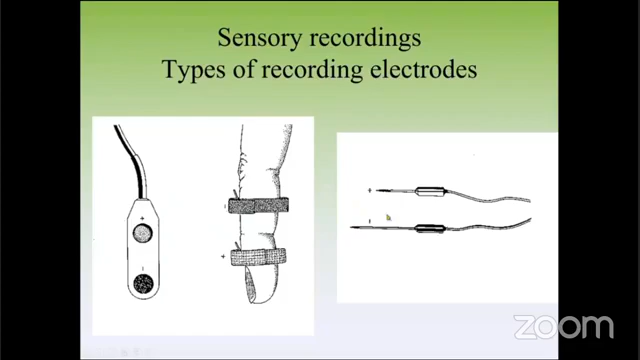 Sensory recordings
Types of recording electrodes
+
-
-
+
+
-
zoom